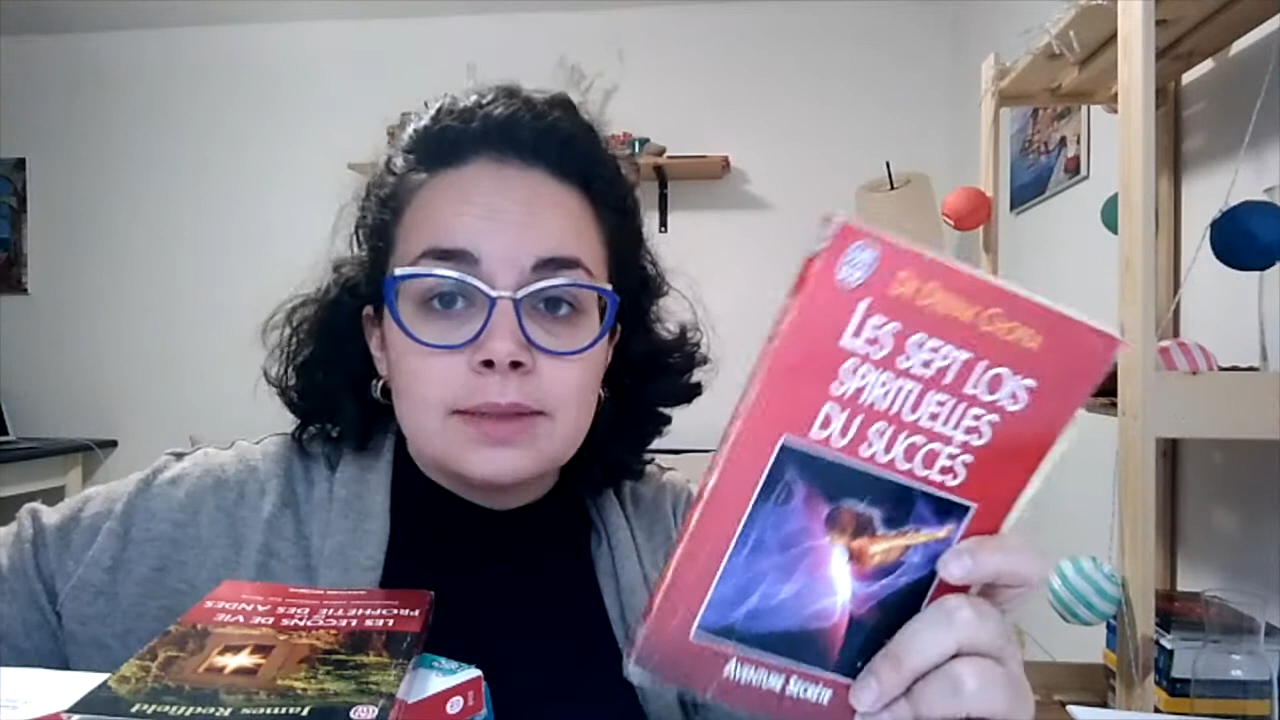 Dr Deepak Chopra
LES SEPT LOIS
SPIRITUELLES
DU SUCCÈS
AVENTURE SECRÈTE
LES LEÇONS DE VIE
PROPHÉTIE DES ANDES
James Redfield